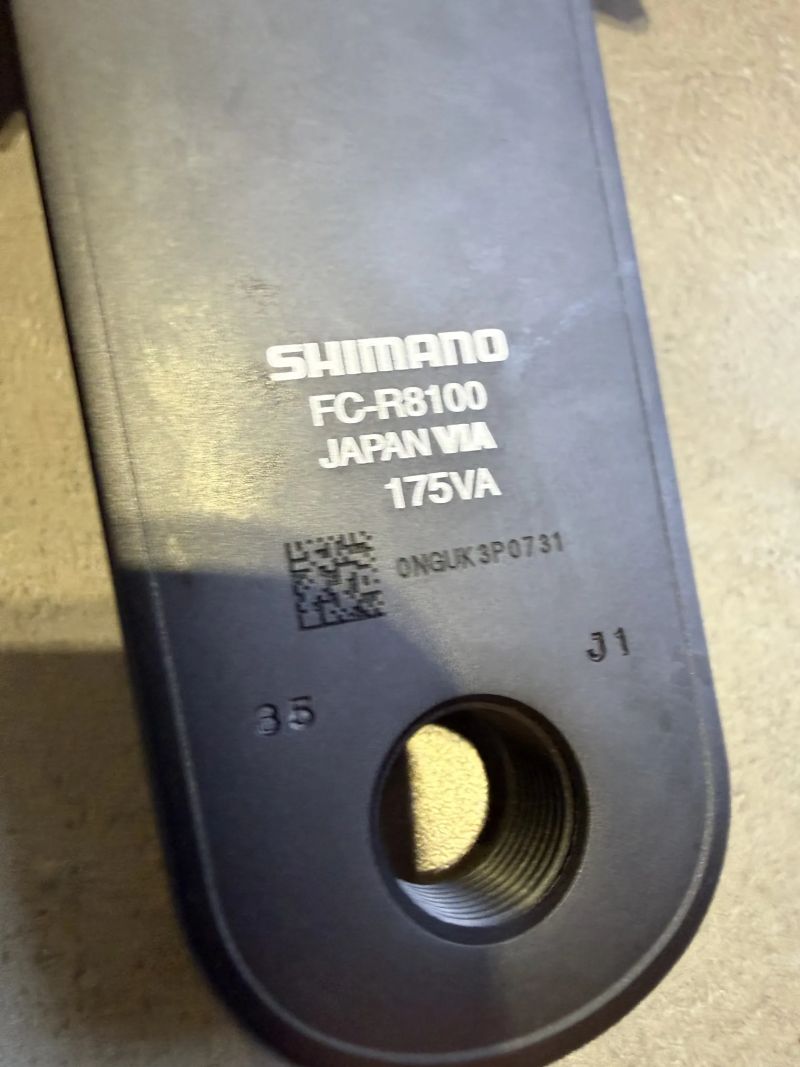 SHIMANO
FC-R8100
JAPAN VIA
175VA
0NGUK3P0731
J1
35